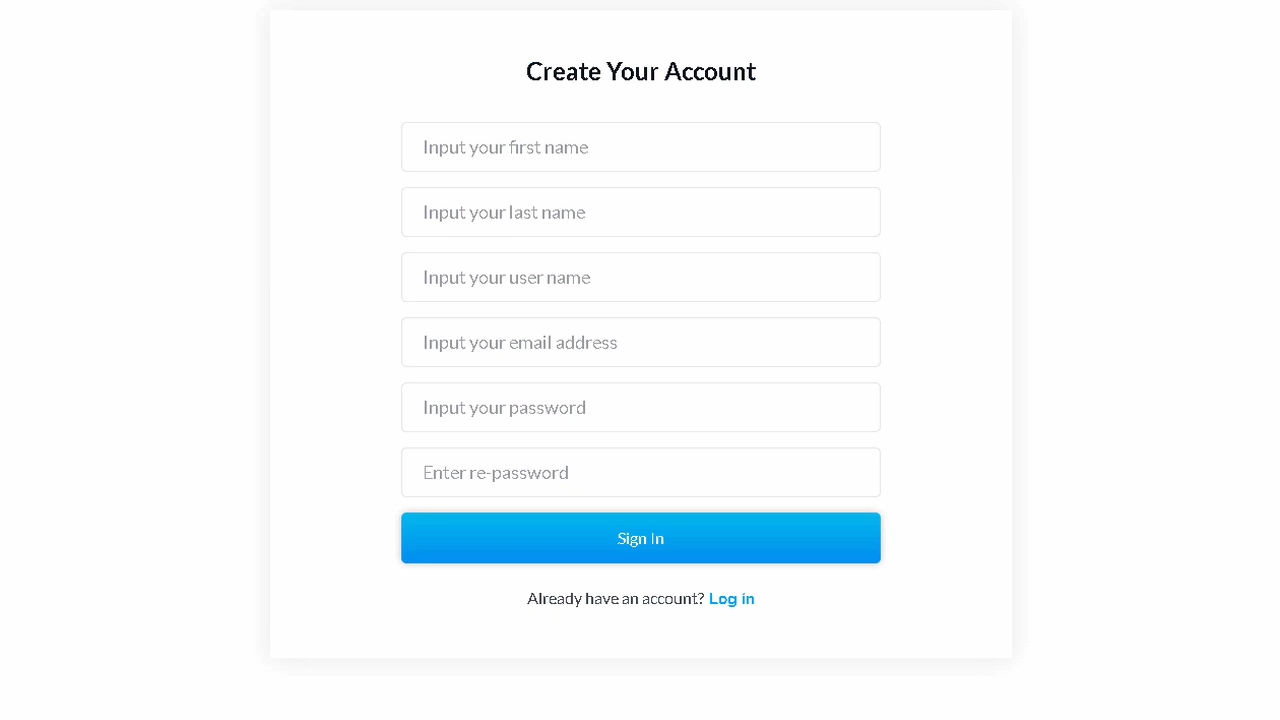 Create Your Account
Input your first name
Input your last name
Input your user name
Input your email address
Input your password
Enter re-password
Sign In
Already have an account? Log in